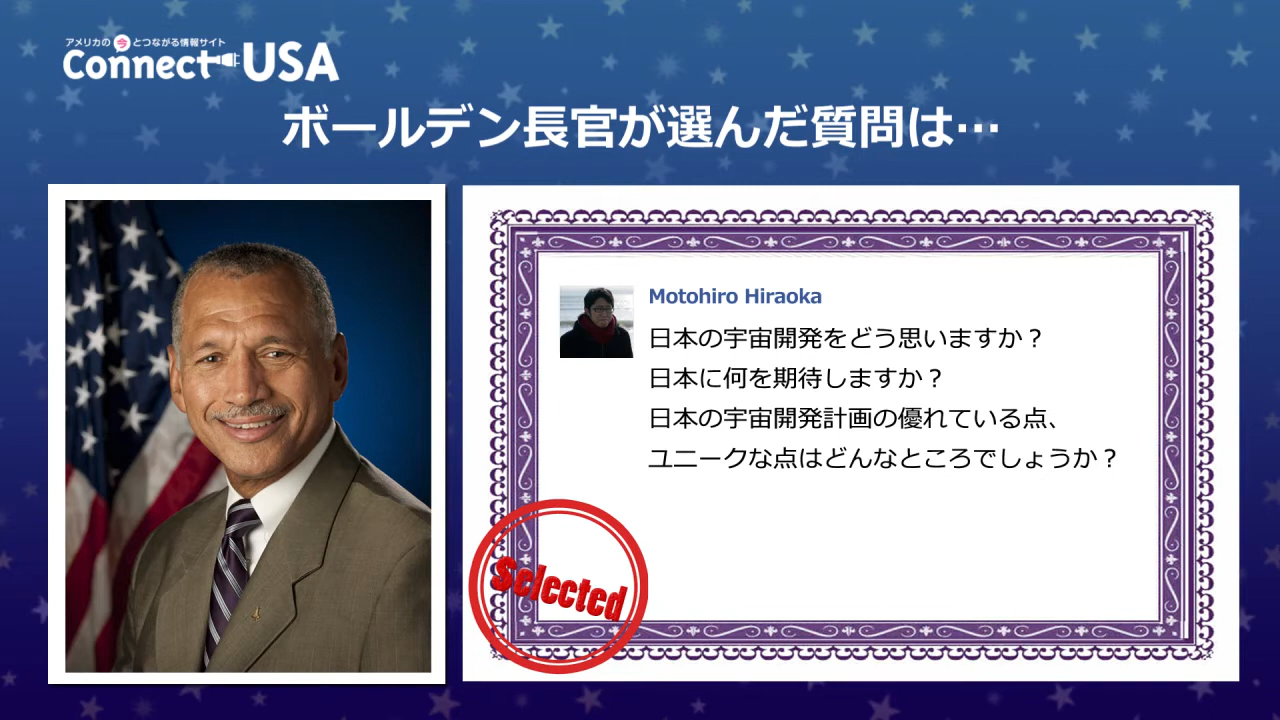 アメリカの今とつながる情報サイト
Connect USA
ボールデン長官が選んだ質問は…
Motohiro Hiraoka
日本の宇宙開発をどう思いますか？
日本に何を期待しますか？
日本の宇宙開発計画の優れている点、
ユニークな点はどんなところでしょうか？
Selected